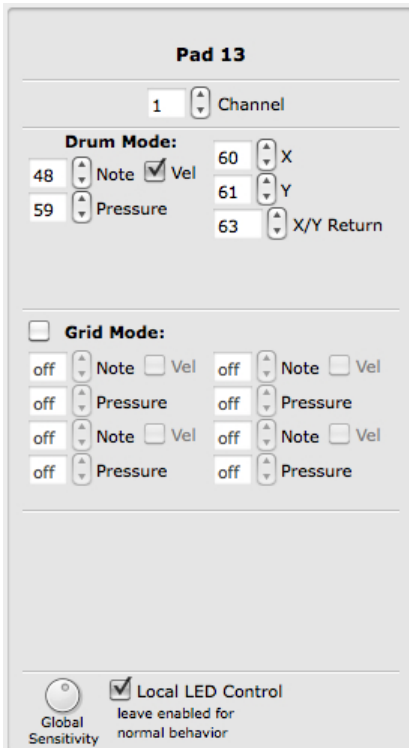 Pad 13
1 Channel
Drum Mode:
48 Note Vel
59 Pressure
60 X
61 Y
63 X/Y Return
Grid Mode:
off Note Vel off Note Vel
off Pressure off Pressure
off Note Vel off Note Vel
off Pressure off Pressure
Global
Sensitivity
Local LED Control
leave enabled for
normal behavior